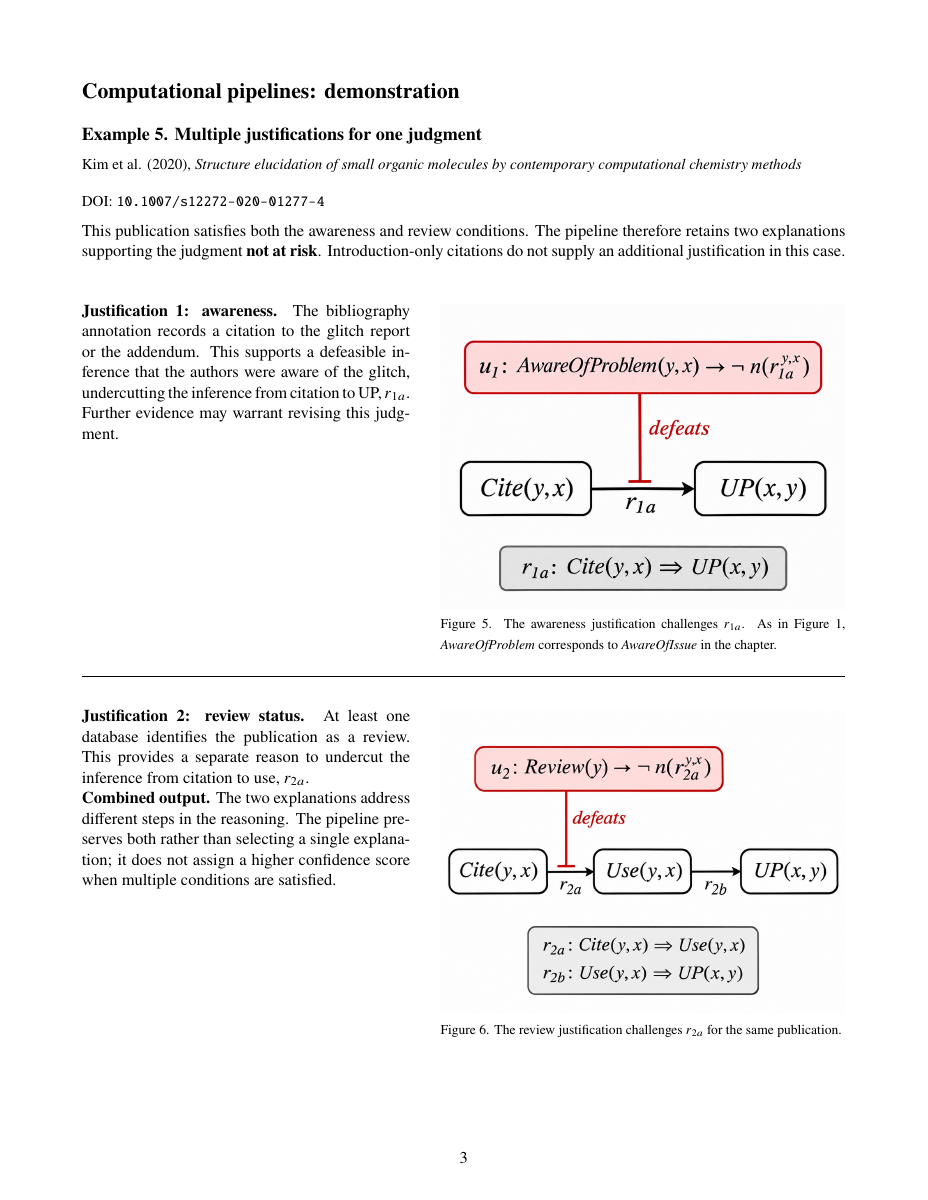 Computational pipelines: demonstration
Example 5. Multiple justifications for one judgment
Kim et al. (2020), Structure elucidation of small organic molecules by contemporary computational chemistry methods
DOI: 10.1007/s12272-020-01277-4
This publication satisfies both the awareness and review conditions. The pipeline therefore retains two explanations
supporting the judgment not at risk. Introduction-only citations do not supply an additional justification in this case.
Justification 1: awareness. The bibliography
annotation records a citation to the glitch report
or the addendum. This supports a defeasible in-
ference that the authors were aware of the glitch,
undercutting the inference from citation to UP, r1a.
Further evidence may warrant revising this judg-
ment.
u1: AwareOfProblem(y,x) → ¬ n(r1a^y,x)
defeats
Cite(y,x)
r1a
UP(x,y)
r1a: Cite(y,x) ⇒ UP(x,y)
Figure 5. The awareness justification challenges r1a. As in Figure 1,
AwareOfProblem corresponds to AwareOfIssue in the chapter.
Justification 2: review status. At least one
database identifies the publication as a review.
This provides a separate reason to undercut the
inference from citation to use, r2a.
Combined output. The two explanations address
different steps in the reasoning. The pipeline pre-
serves both rather than selecting a single explana-
tion; it does not assign a higher confidence score
when multiple conditions are satisfied.
u2: Review(y) → ¬ n(r2a^y,x)
defeats
Cite(y,x)
r2a
Use(y,x)
r2b
UP(x,y)
r2a: Cite(y,x) ⇒ Use(y,x)
r2b: Use(y,x) ⇒ UP(x,y)
Figure 6. The review justification challenges r2a for the same publication.
3